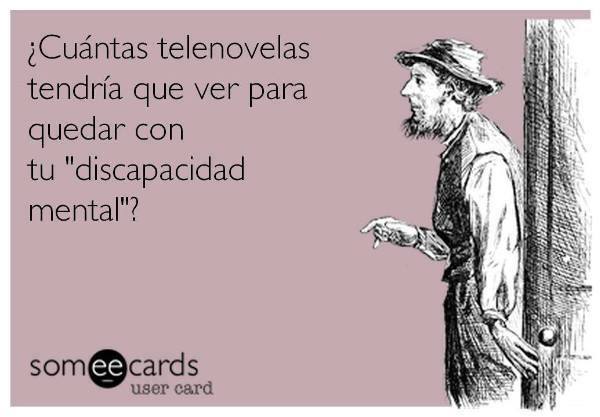 ¿Cuántas telenovelas
tendría que ver para
quedar con
tu "discapacidad
mental"?
someecards
user card